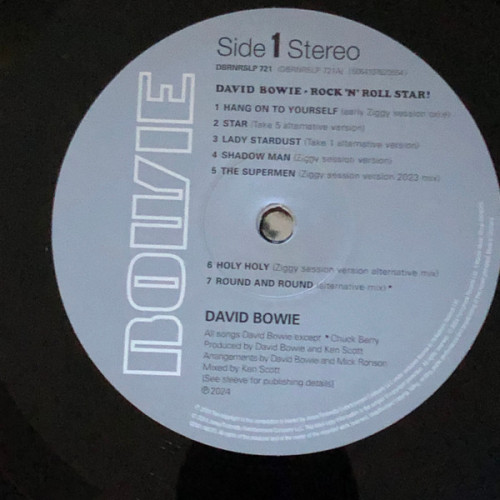 BOWIE
Side 1 Stereo
DBRNRSLP 721
DAVID BOWIE • ROCK 'N' ROLL STAR!
1 HANG ON TO YOURSELF (early Ziggy session
2 STAR (Take 5 alternative version)
3 LADY STARDUST (Take 1 alternative version)
4 SHADOW MAN (Ziggy session version)
5 THE SUPERMEN (Ziggy session version 2023 mix)
6 HOLY HOLY (Ziggy session version alternative mix)
7 ROUND AND ROUND (alternative mix) *
DAVID BOWIE
All songs David Bowie except * Chuck Berry
Produced by David Bowie and Ken Scott
Arrangements by David Bowie and Mick Ronson
Mixed by Ken Scott
(See sleeve for publishing details)
℗ 2024